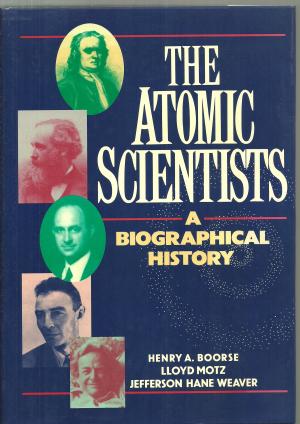 THE
ATOMIC
SCIENTISTS
A
BIOGRAPHICAL
HISTORY
HENRY A. BOORSE
LLOYD MOTZ
JEFFERSON HANE WEAVER